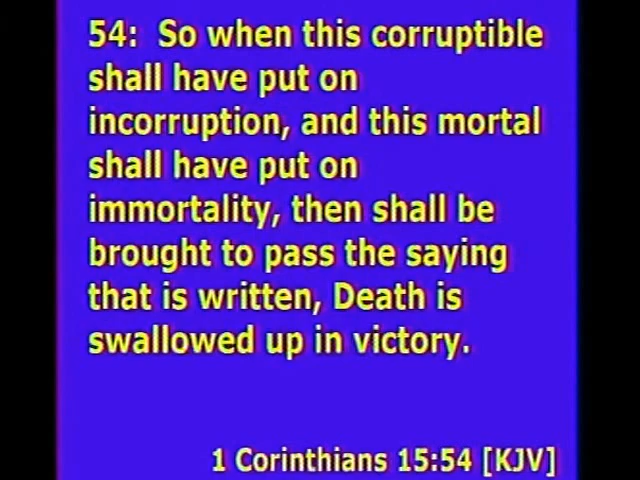 54:  So when this corruptible
shall have put on
incorruption, and this mortal
shall have put on
immortality, then shall be
brought to pass the saying
that is written, Death is
swallowed up in victory.
1 Corinthians 15:54 [KJV]